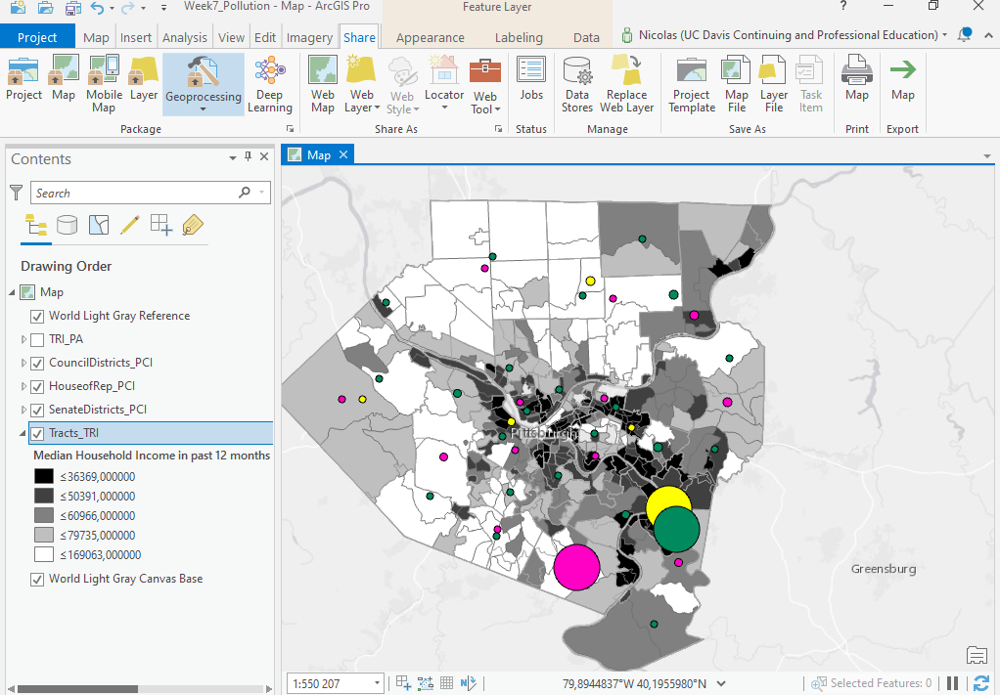 Week7_Pollution - Map - ArcGIS Pro
Feature Layer
?
Project Map Insert Analysis View Edit Imagery Share Appearance Labeling Data Nicolas (UC Davis Continuing and Professional Education)
Project Map Mobile Map Layer Geoprocessing Deep Learning
Package
Web Map Web Layer Web Style Locator Web Tool
Share As
Jobs
Status
Data Stores Replace Web Layer
Manage
Project Template Map File Layer File Task Item
Save As
Map
Print
Map
Export
Contents
Map
Search
Drawing Order
Map
World Light Gray Reference
TRI_PA
CouncilDistricts_PCI
HouseofRep_PCI
SenateDistricts_PCI
Tracts_TRI
Median Household Income in past 12 months
≤36369,000000
≤50391,000000
≤60966,000000
≤79735,000000
≤169063,000000
World Light Gray Canvas Base
Pittsburgh
Greensburg
1:550 207
79,8944837°W 40,1955980°N
Selected Features: 0